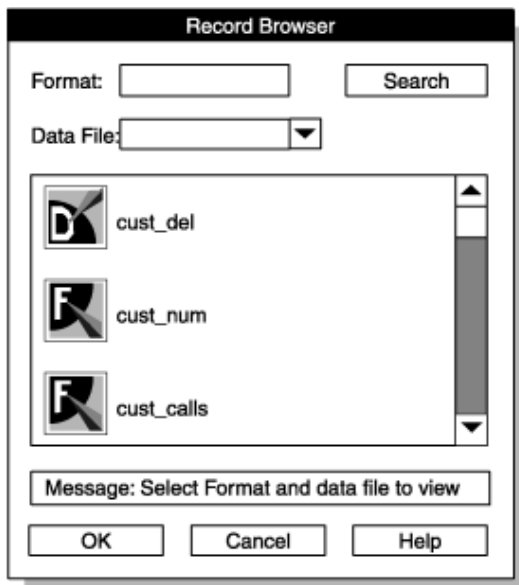 Record Browser
Format:
Search
Data File:
D
cust_del
F
cust_num
F
cust_calls
Message: Select Format and data file to view
OK Cancel Help